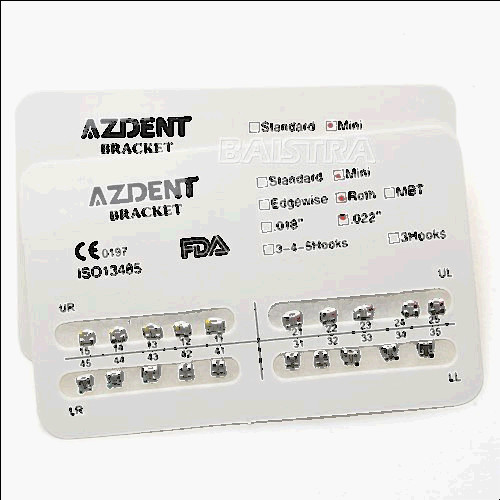 AZDENT
BRACKET
Standard Mini
BAISTRA
AZDENT
BRACKET
Standard Mini
Edgewise Roth MBT
.018" .022"
3-4-5Hooks 3Hooks
CE 0197 FDA
ISO13485
UR UL
15 14 13 12 11 21 22 23 24 25
45 44 43 42 41 31 32 33 34 35
LR LL